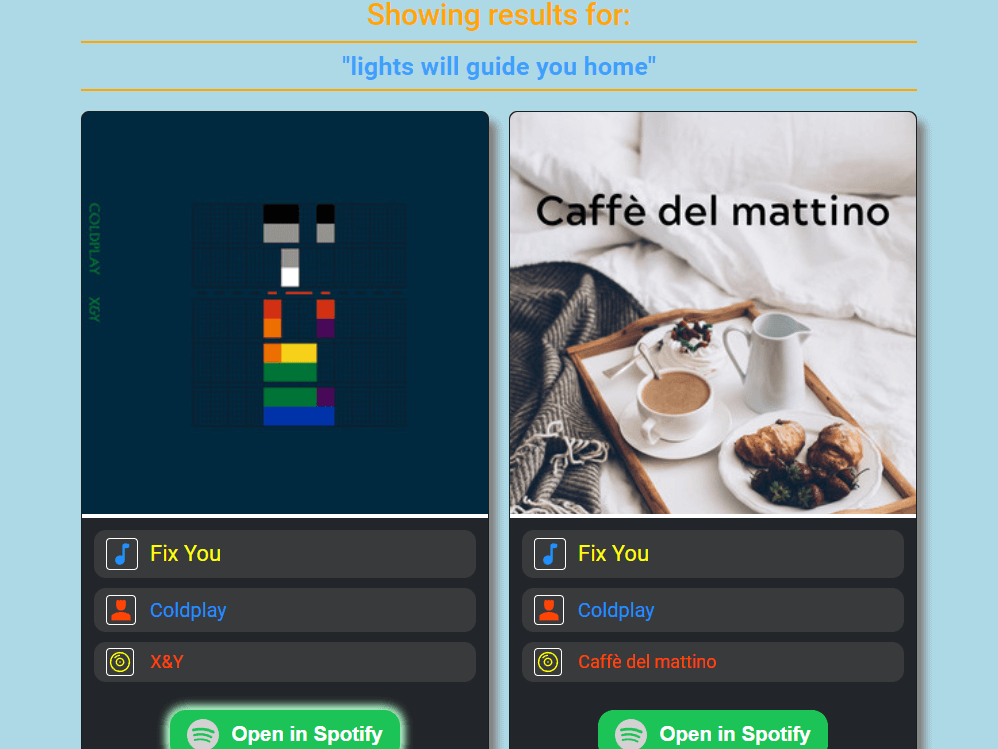 Showing results for:
"lights will guide you home"
COLDPLAY X&Y
Caffè del mattino
Fix You
Coldplay
X&Y
Open in Spotify
Fix You
Coldplay
Caffè del mattino
Open in Spotify